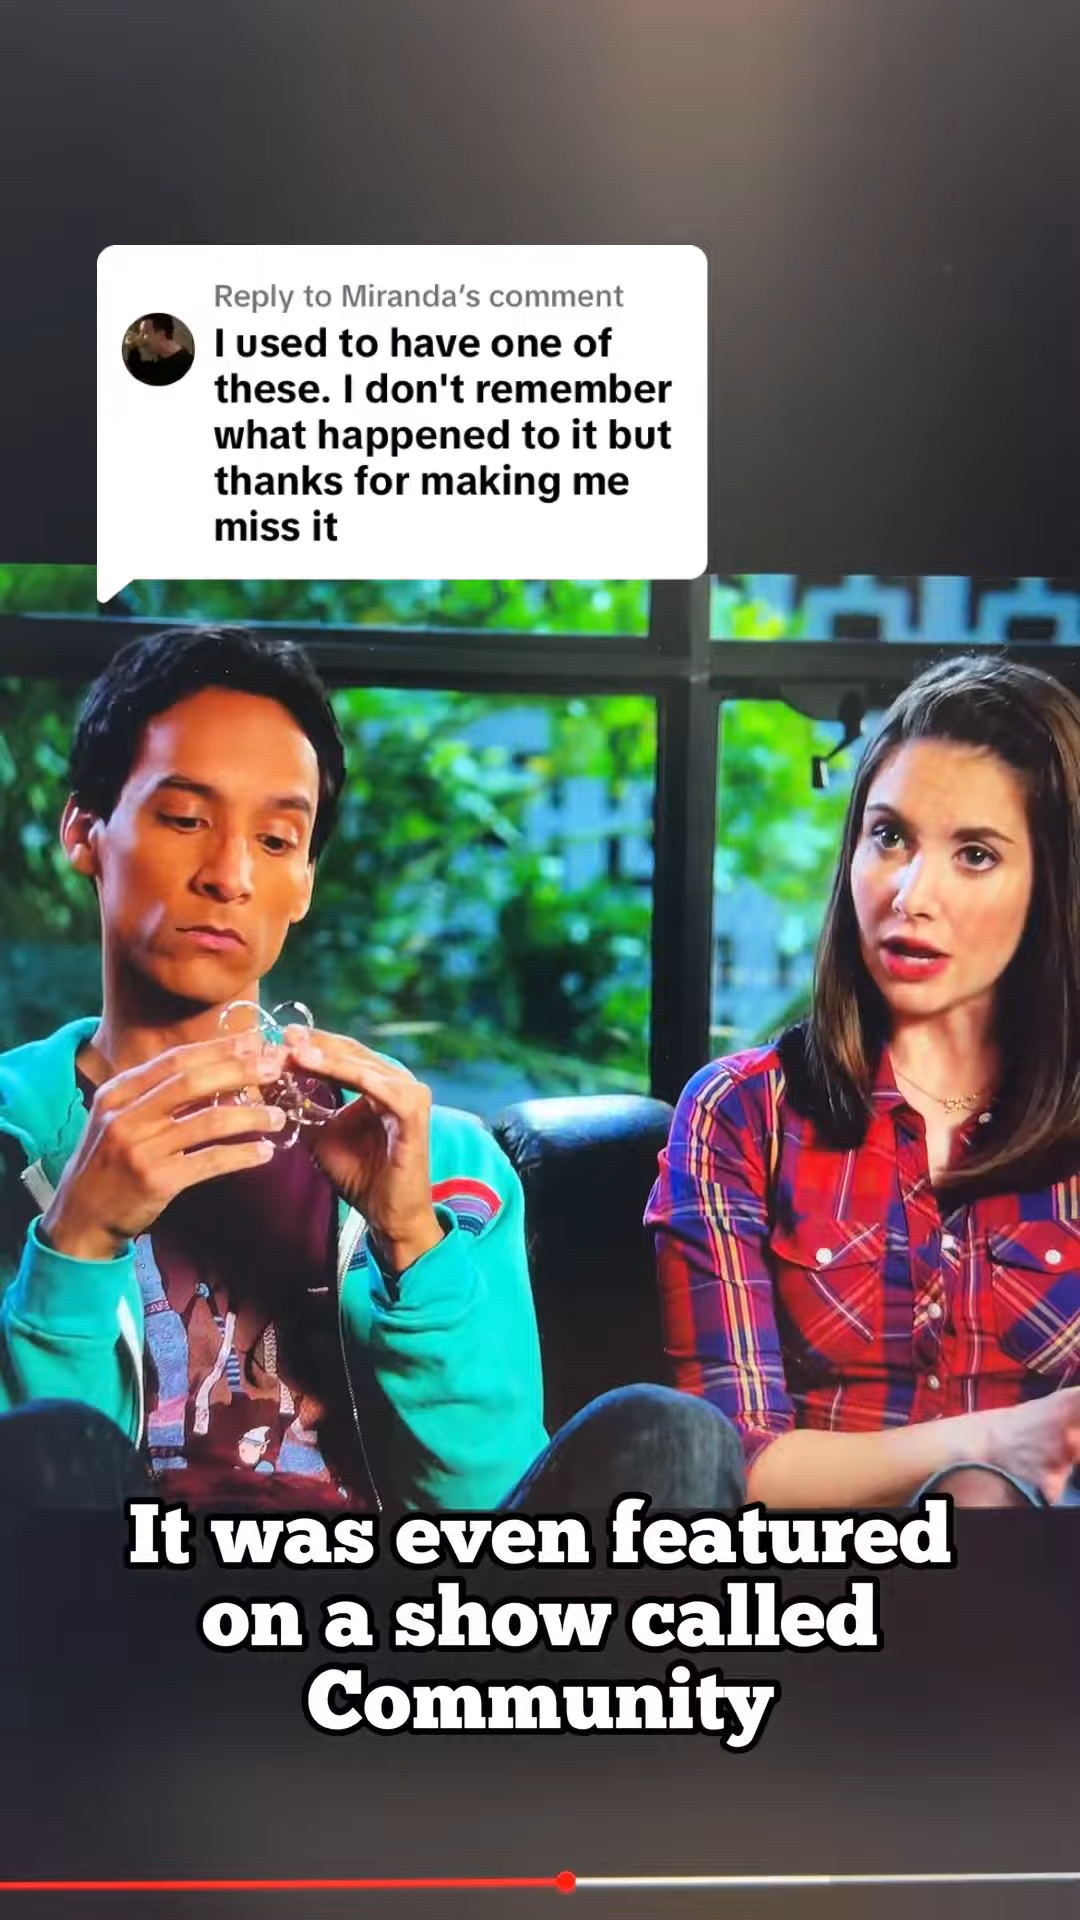 Reply to Miranda's comment
I used to have one of
these. I don't remember
what happened to it but
thanks for making me
miss it
It was even featured
on a show called
Community